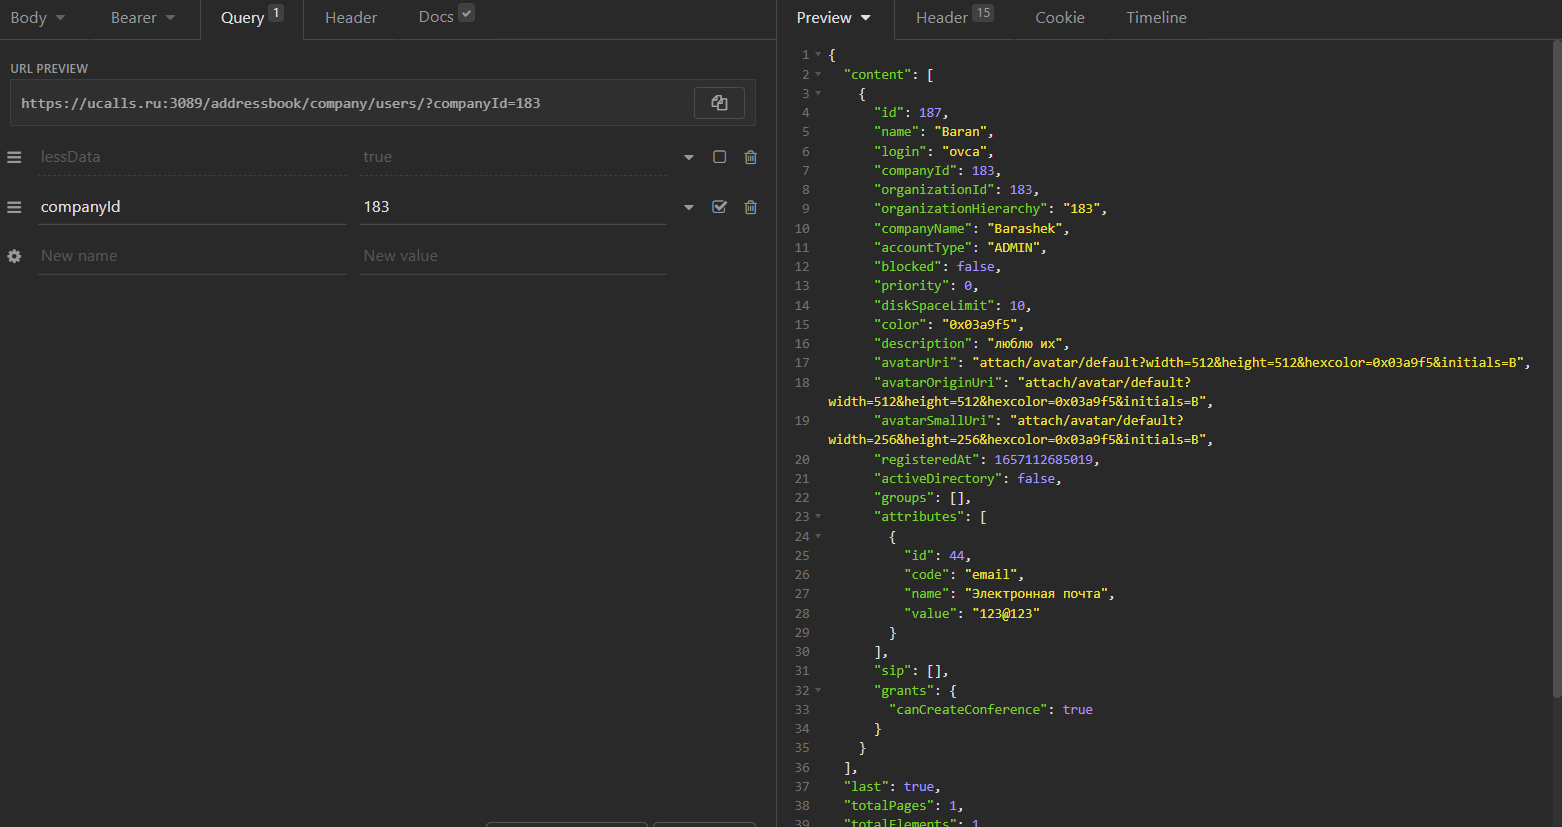 Body
Bearer
Query 1
Header
Docs
URL PREVIEW
https://ucalls.ru:3089/addressbook/company/users/?companyId=183
lessData true
companyId 183
New name New value
Preview
Header 15
Cookie
Timeline
1 {
2 "content": [
3 {
4 "id": 187,
5 "name": "Baran",
6 "login": "ovca",
7 "companyId": 183,
8 "organizationId": 183,
9 "organizationHierarchy": "183",
10 "companyName": "Barashek",
11 "accountType": "ADMIN",
12 "blocked": false,
13 "priority": 0,
14 "diskSpaceLimit": 10,
15 "color": "0x03a9f5",
16 "description": "люблю их",
17 "avatarUri": "attach/avatar/default?width=512&height=512&hexcolor=0x03a9f5&initials=B",
18 "avatarOriginUri": "attach/avatar/default?
width=512&height=512&hexcolor=0x03a9f5&initials=B",
19 "avatarSmallUri": "attach/avatar/default?
width=256&height=256&hexcolor=0x03a9f5&initials=B",
20 "registeredAt": 1657112685019,
21 "activeDirectory": false,
22 "groups": [],
23 "attributes": [
24 {
25 "id": 44,
26 "code": "email",
27 "name": "Электронная почта",
28 "value": "123@123"
29 }
30 ],
31 "sip": [],
32 "grants": {
33 "canCreateConference": true
34 }
35 }
36 ],
37 "last": true,
38 "totalPages": 1,
39 "totalElements": 1